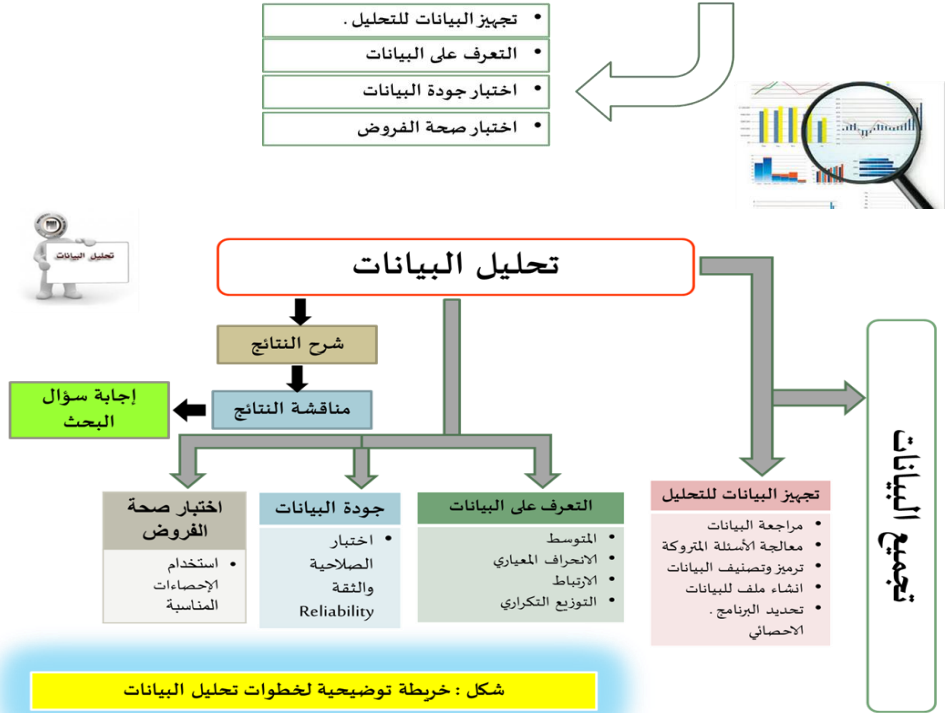 • تجهيز البيانات للتحليل .
• التعرف على البيانات
• اختبار جودة البيانات
• اختبار صحة الفروض
تحليل البيانات
تحليل البيانات
شرح النتائج
مناقشة النتائج
إجابة سؤال
البحث
تجميع البيانات
تجهيز البيانات للتحليل
• مراجعة البيانات
• معالجة الأسئلة المتروكة
• ترميز وتصنيف البيانات
• انشاء ملف للبيانات
• تحديد البرنامج .
الاحصائي
التعرف على البيانات
• المتوسط
• الانحراف المعياري
• الارتباط
• التوزيع التكراري
جودة البيانات
• اختبار
الصلاحية
والثقة
Reliability
اختبار صحة
الفروض
• استخدام
الإحصاءات
المناسبة
شكل : خريطة توضيحية لخطوات تحليل البيانات